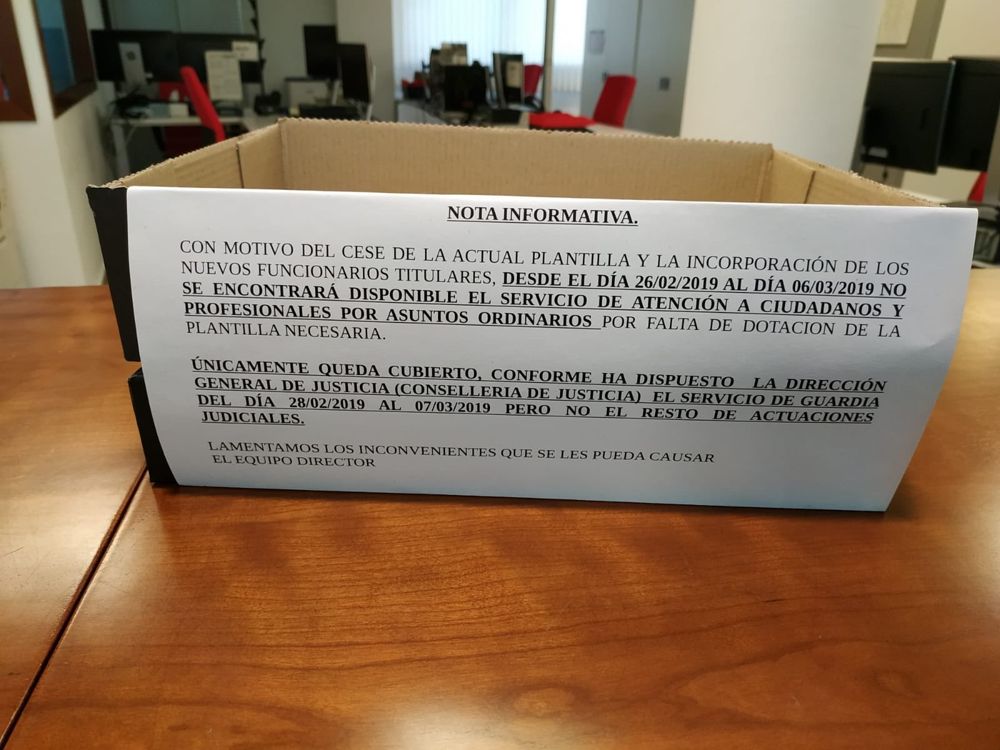 NOTA INFORMATIVA.
CON MOTIVO DEL CESE DE LA ACTUAL PLANTILLA Y LA INCORPORACIÓN DE LOS
NUEVOS FUNCIONARIOS TITULARES, DESDE EL DÍA 26/02/2019 AL DÍA 06/03/2019 NO
SE ENCONTRARÁ DISPONIBLE EL SERVICIO DE ATENCIÓN A CIUDADANOS Y
PROFESIONALES POR ASUNTOS ORDINARIOS POR FALTA DE DOTACION DE LA
PLANTILLA NECESARIA.
ÚNICAMENTE QUEDA CUBIERTO, CONFORME HA DISPUESTO LA DIRECCIÓN
GENERAL DE JUSTICIA (CONSELLERIA DE JUSTICIA) EL SERVICIO DE GUARDIA
DEL DÍA 28/02/2019 AL 07/03/2019 PERO NO EL RESTO DE ACTUACIONES
JUDICIALES.
LAMENTAMOS LOS INCONVENIENTES QUE SE LES PUEDA CAUSAR
EL EQUIPO DIRECTOR